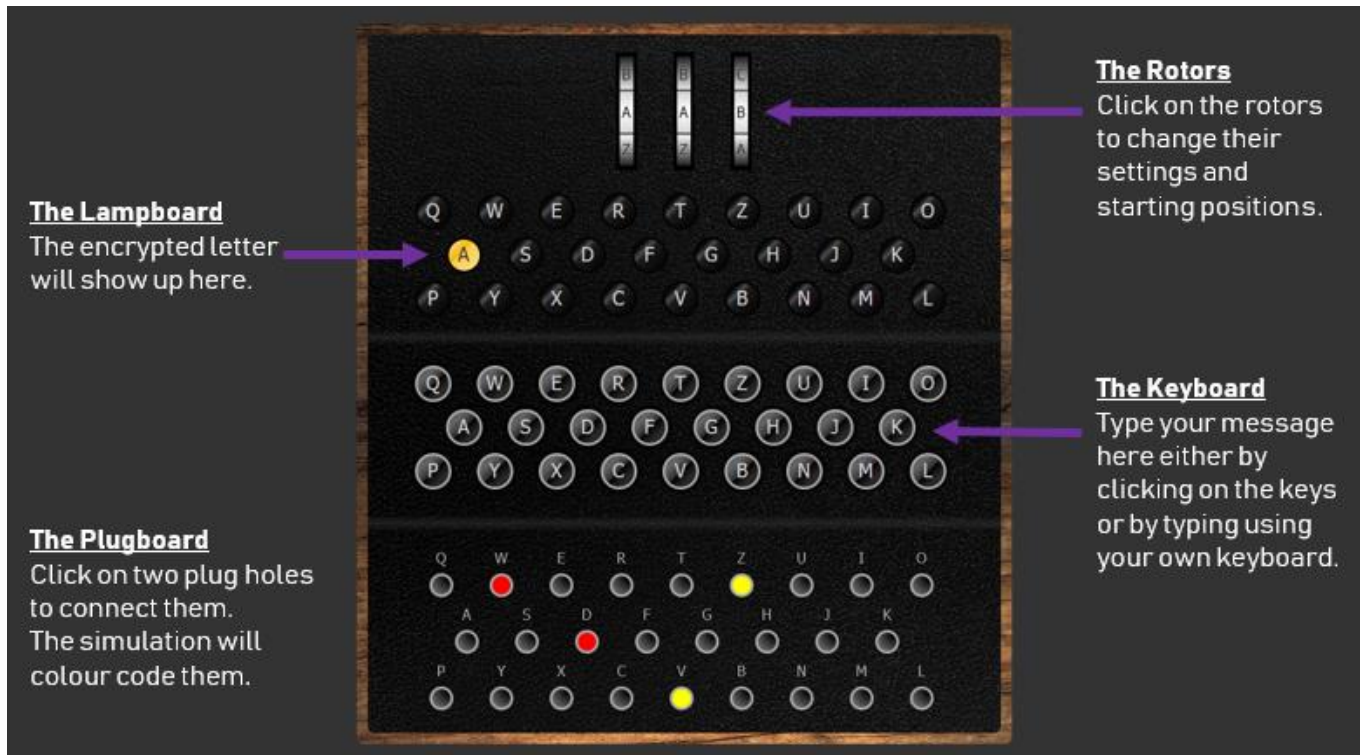 B B C
A A B
Z Z A
The Rotors
Click on the rotors
to change their
settings and
starting positions.
The Lampboard
The encrypted letter
will show up here.
Q W E R T Z U I O
A S D F G H J K
P Y X C V B N M L
Q W E R T Z U I O
A S D F G H J K
P Y X C V B N M L
The Keyboard
Type your message
here either by
clicking on the keys
or by typing using
your own keyboard.
The Plugboard
Click on two plug holes
to connect them.
The simulation will
colour code them.
Q W E R T Z U I O
A S D F G H J K
P Y X C V B N M L